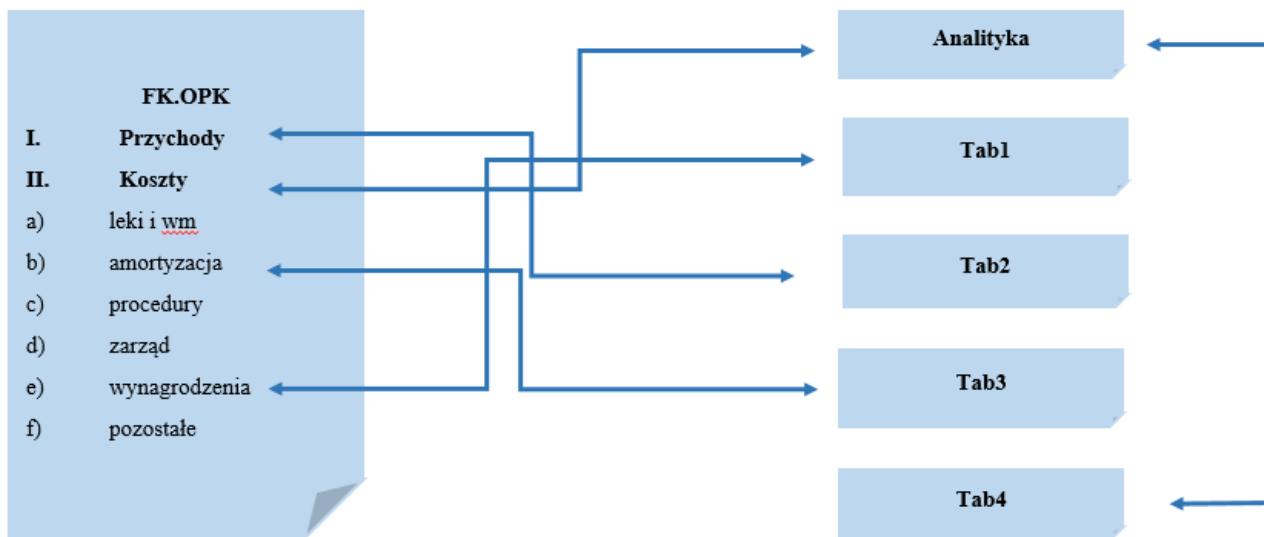 FK.OPK
I. Przychody
II. Koszty
a) leki i wm
b) amortyzacja
c) procedury
d) zarząd
e) wynagrodzenia
f) pozostałe
Analityka
Tab1
Tab2
Tab3
Tab4